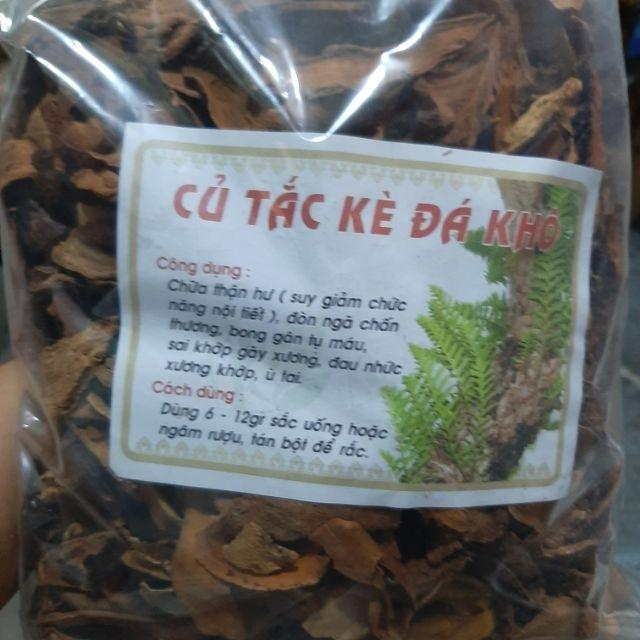 CỦ TẮC KÈ ĐÁ KHÔ
Công dụng :
Chữa thận hư ( suy giảm chức
năng nội tiết ), đòn ngã chấn
thương, bong gân tụ máu,
sai khớp gãy xương, đau nhức
xương khớp, ù tai.
Cách dùng :
Dùng 6 - 12gr sắc uống hoặc
ngâm rượu, tán bột để rắc.